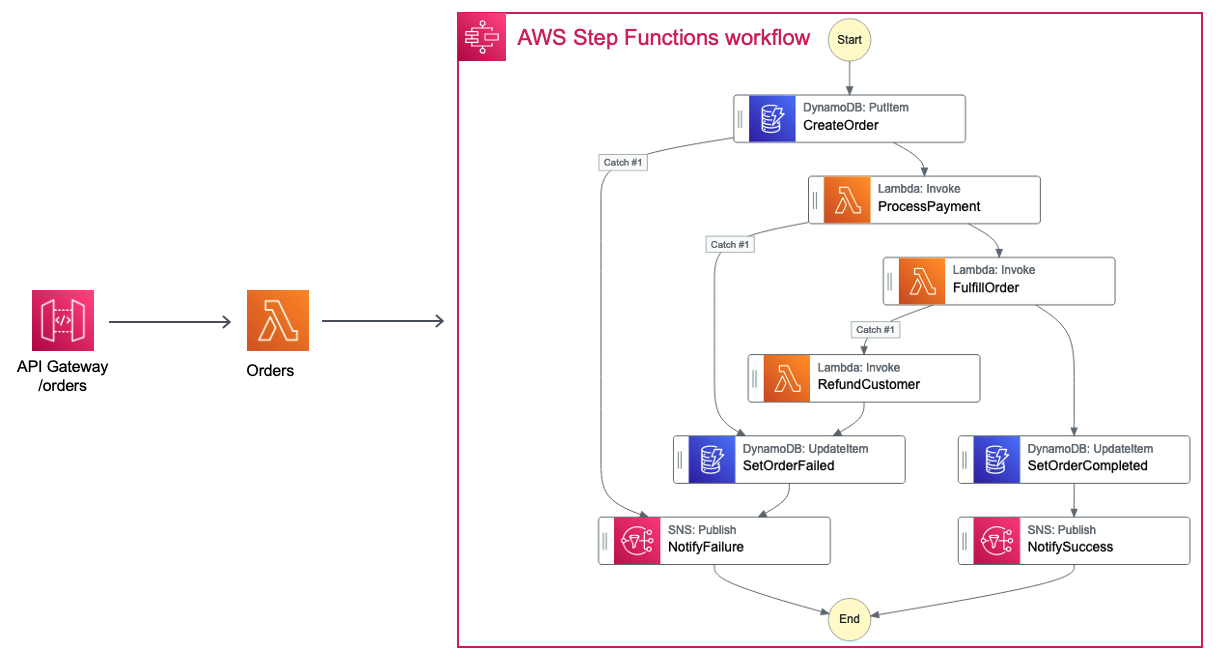 AWS Step Functions workflow
Start
DynamoDB: PutItem
CreateOrder
Catch #1
Lambda: Invoke
ProcessPayment
Catch #1
Lambda: Invoke
FulfillOrder
Catch #1
Lambda: Invoke
RefundCustomer
API Gateway
/orders
Orders
DynamoDB: UpdateItem
SetOrderFailed
DynamoDB: UpdateItem
SetOrderCompleted
SNS: Publish
NotifyFailure
SNS: Publish
NotifySuccess
End